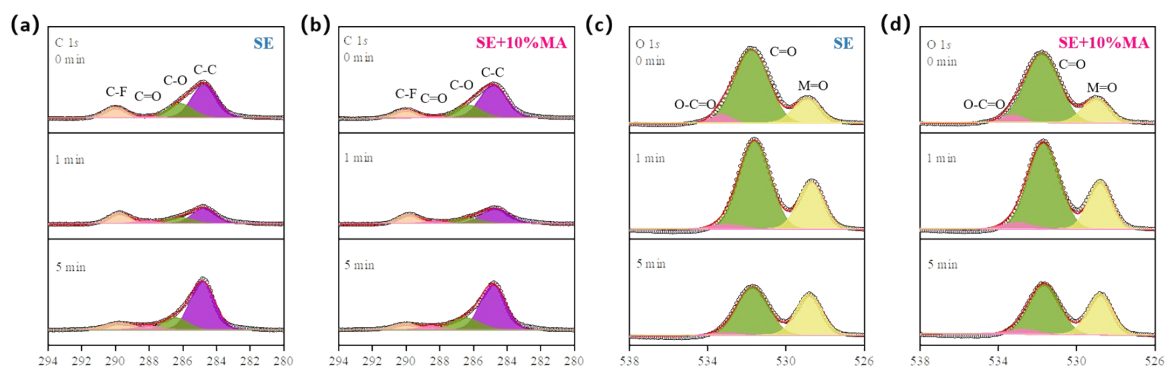 (a)
C 1s
0 min
SE
C-F
C=O
C-O
C-C
1 min
5 min
294 292 290 288 286 284 282 280
(b)
C 1s
0 min
SE+10%MA
C-F
C=O
C-O
C-C
1 min
5 min
294 292 290 288 286 284 282 280
(c)
O 1s
0 min
SE
O-C=O
C=O
M=O
1 min
5 min
538 534 530 526
(d)
O 1s
0 min
SE+10%MA
O-C=O
C=O
M=O
1 min
5 min
538 534 530 526